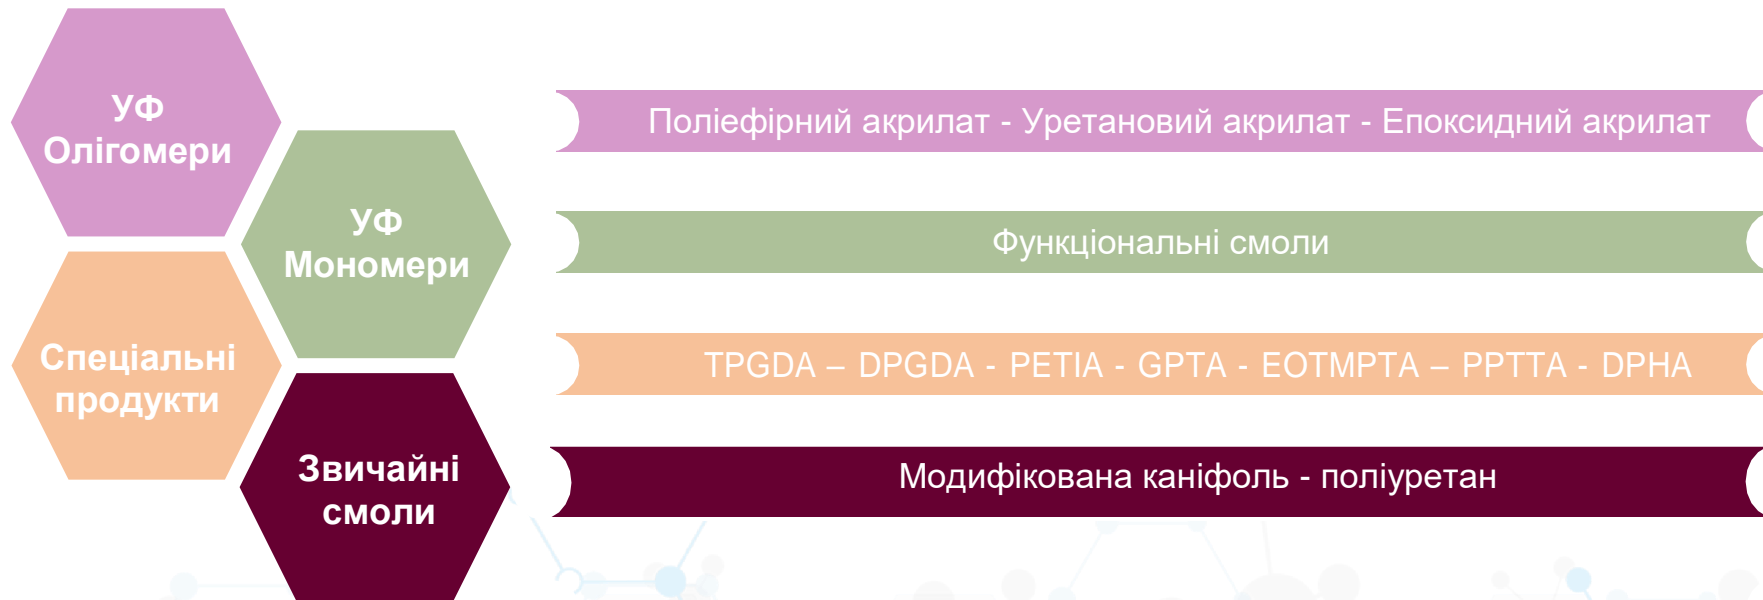 УФ
Олігомери
Поліефірний акрилат - Уретановий акрилат - Епоксидний акрилат
УФ
Мономери
Функціональні смоли
Спеціальні
продукти
TPGDA – DPGDA - PETIA - GPTA - EOTMPTA – PPTTA - DPHA
Звичайні
смоли
Модифікована каніфоль - поліуретан